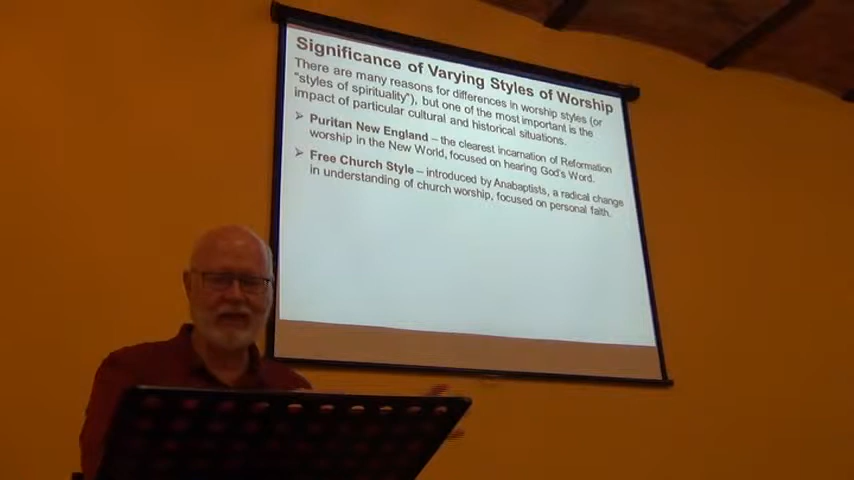 Significance of Varying Styles of Worship
There are many reasons for differences in worship styles (or
"styles of spirituality"), but one of the most important is the
impact of particular cultural and historical situations.
➢ Puritan New England – the clearest incarnation of Reformation
worship in the New World, focused on hearing God's Word.
➢ Free Church Style – introduced by Anabaptists, a radical change
in understanding of church worship, focused on personal faith.